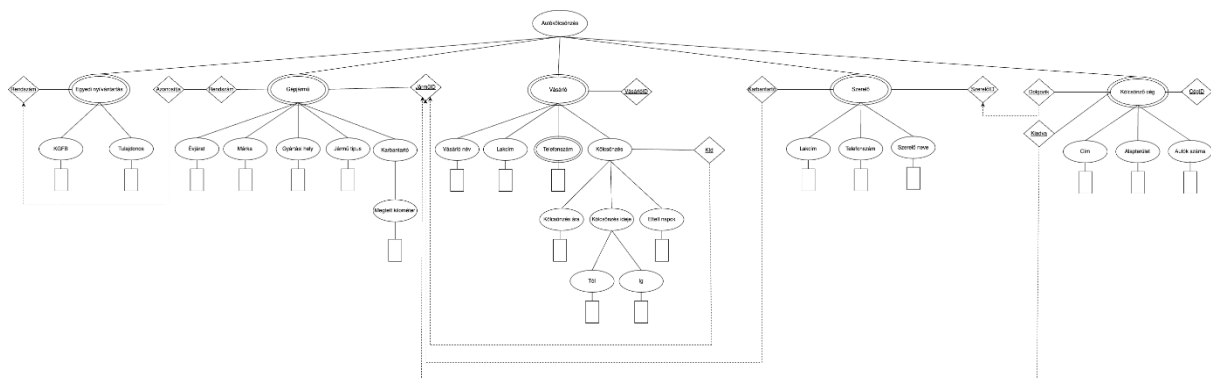 Autókölcsönzés
Rendszám
Egyedi nyilvántartás
Azonosítja
Rendszám
Gépjármű
JárműID
Vásárló
VásárlóID
Karbantartó
Szerelő
SzerelőID
Dolgozik
Kölcsönző cég
CégID
KGFB
Tulajdonos
Évjárat
Márka
Gyártási hely
Jármű típus
Karbantartó
Vásárló név
Lakcím
Telefonszám
Kölcsönzés
Kid
Lakcím
Telefonszám
Szerelő neve
Kiadva
Cím
Alapterület
Autók száma
Megtett kilométer
Kölcsönzés ára
Kölcsönzés ideje
Eltelt napok
Tól
Ig